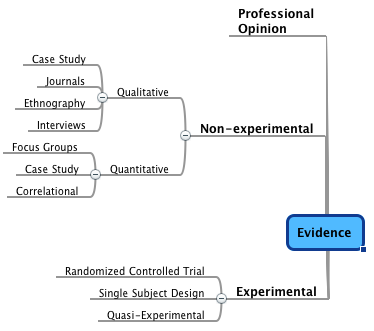 Professional
Opinion
Case Study
Journals
Qualitative
Ethnography
Interviews
Non-experimental
Focus Groups
Case Study
Quantitative
Correlational
Evidence
Randomized Controlled Trial
Single Subject Design
Experimental
Quasi-Experimental